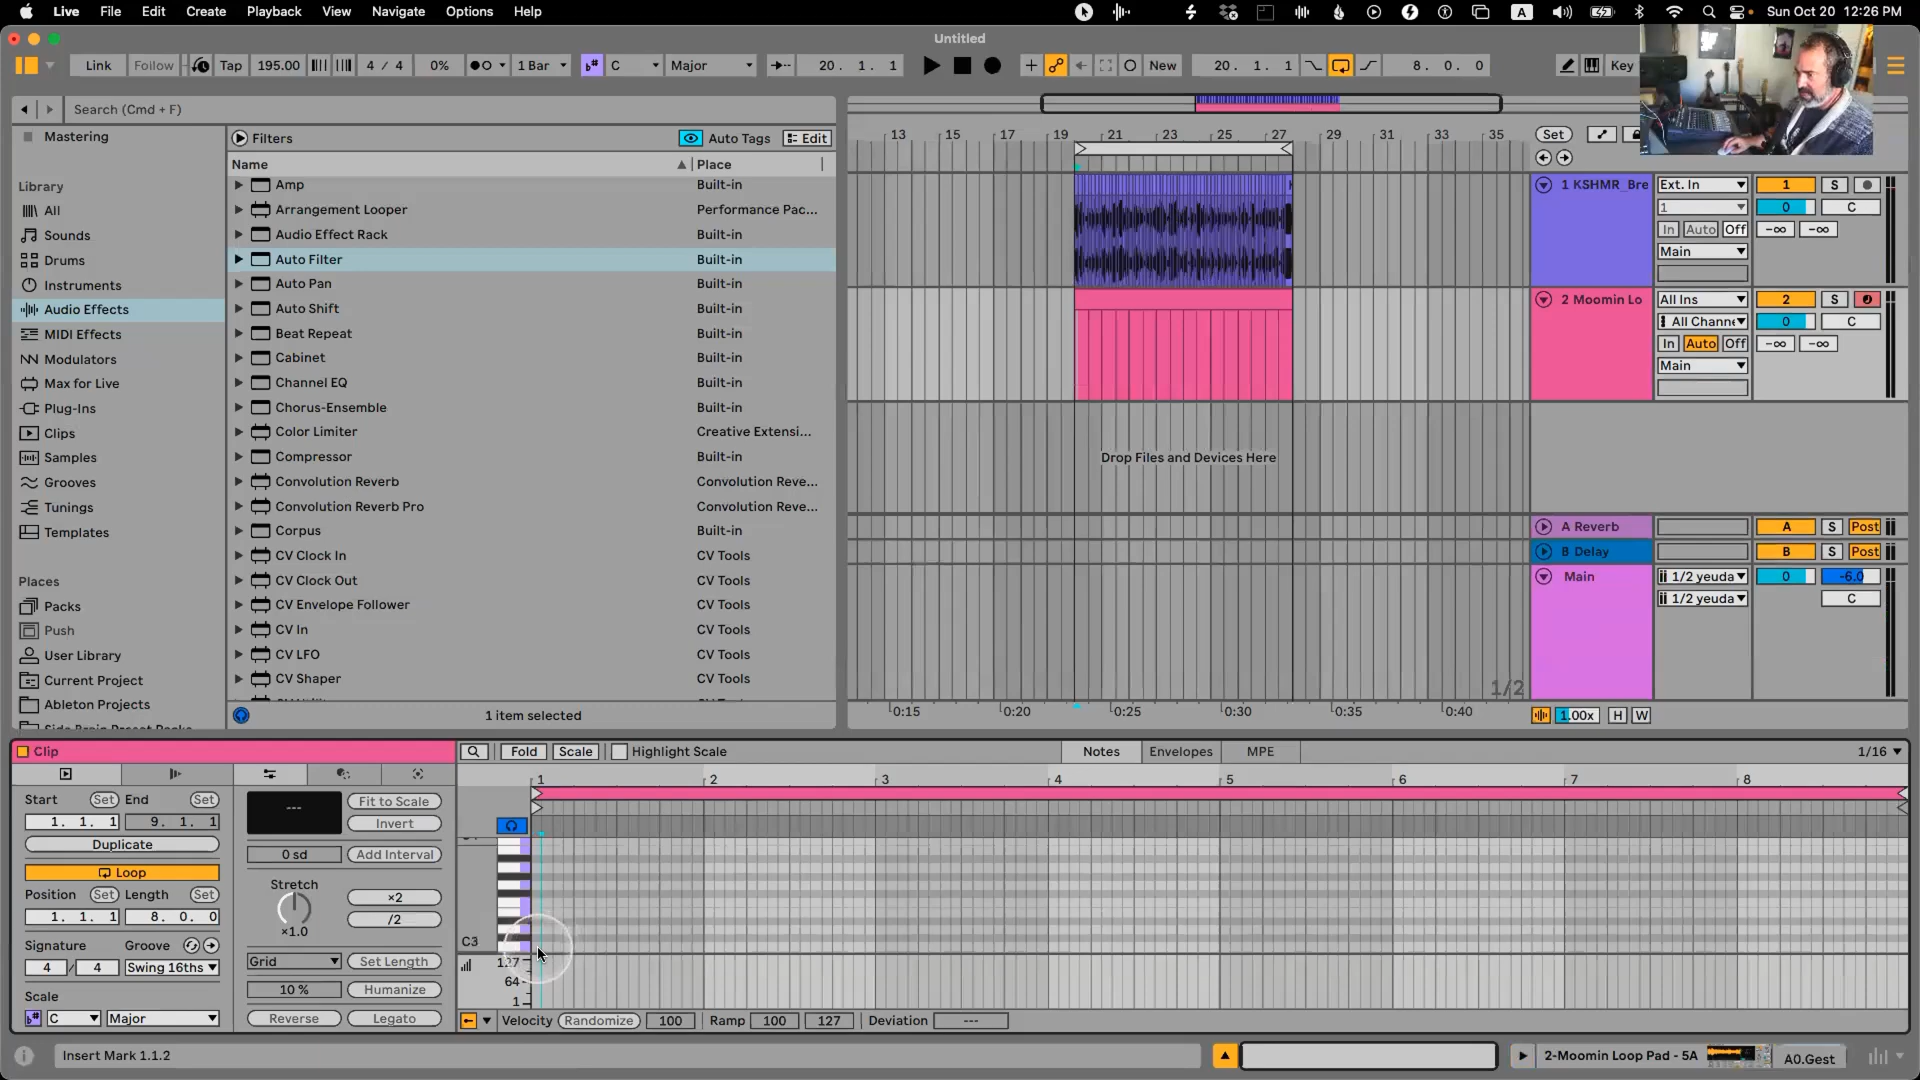 Live File Edit Create Playback View Navigate Options Help A Sun Oct 20 12:26 PM
Untitled
Link Follow Tap 195.00 4 / 4 0% 1 Bar C Major 20. 1. 1 New 20. 1. 1 8. 0. 0 Key
Search (Cmd + F)
Mastering
Library
All
Sounds
Drums
Instruments
Audio Effects
MIDI Effects
Modulators
Max for Live
Plug-Ins
Clips
Samples
Grooves
Tunings
Templates
Places
Packs
Push
User Library
Current Project
Ableton Projects
Filters Auto Tags Edit
Name Place
Amp Built-in
Arrangement Looper Performance Pac...
Audio Effect Rack Built-in
Auto Filter Built-in
Auto Pan Built-in
Auto Shift Built-in
Beat Repeat Built-in
Cabinet Built-in
Channel EQ Built-in
Chorus-Ensemble Built-in
Color Limiter Creative Extensi...
Compressor Built-in
Convolution Reverb Convolution Reve...
Convolution Reverb Pro Convolution Reve...
Corpus Built-in
CV Clock In CV Tools
CV Clock Out CV Tools
CV Envelope Follower CV Tools
CV In CV Tools
CV LFO CV Tools
CV Shaper CV Tools
1 item selected
13 15 17 19 21 23 25 27 29 31 33 35 Set
1 KSHMR_Bre Ext. In 1 S
1 0 C
In Auto Off -∞ -∞
Main
2 Moomin Lo All Ins 2 S
All Channe 0 C
In Auto Off -∞ -∞
Main
Drop Files and Devices Here
A Reverb A S Post
B Delay B S Post
Main 1/2 yeuda 0 -6.0
1/2 yeuda C
1/2
0:15 0:20 0:25 0:30 0:35 0:40 1.00x H W
Clip Fold Scale Highlight Scale Notes Envelopes MPE 1/16
1 2 3 4 5 6 7 8
Start Set End Set
1. 1. 1 9. 1. 1
Duplicate
Loop
Position Set Length Set
1. 1. 1 8. 0. 0
Signature Groove
4 / 4 Swing 16ths
Scale
C Major
--- Fit to Scale
Invert
0 sd Add Interval
Stretch
×2
/2
×1.0
Grid Set Length
10 % Humanize
Reverse Legato
C3
127
64
1
Velocity Randomize 100 Ramp 100 127 Deviation ---
Insert Mark 1.1.2 2-Moomin Loop Pad - 5A A0.Gest